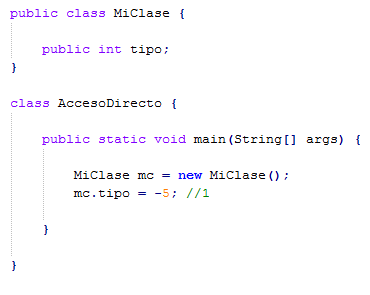 public class MiClase {
public int tipo;
}
class AccesoDirecto {
public static void main(String[] args) {
MiClase mc = new MiClase();
mc.tipo = -5; //1
}
}